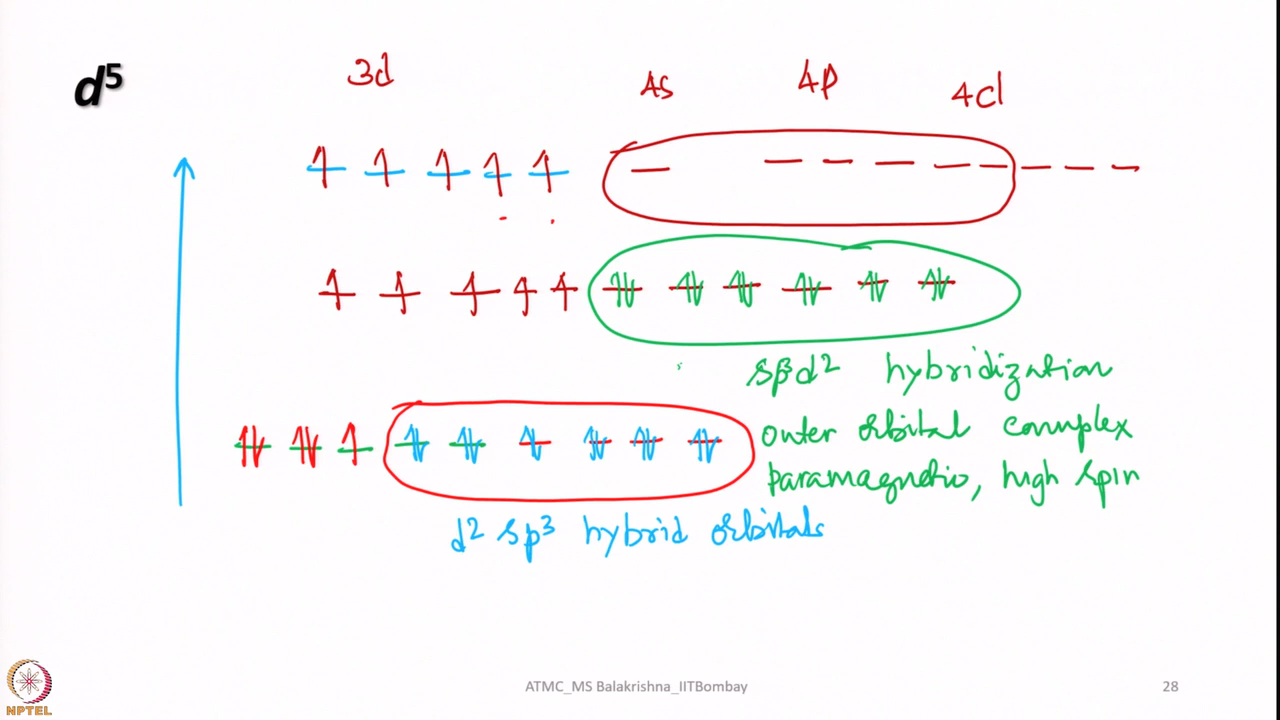 d⁵
3d 4s 4p 4d
sp³d² hybridization
outer orbital complex
paramagnetic, high spin
d² sp³ hybrid orbitals
NPTEL
ATMC_MS Balakrishna_IITBombay
28